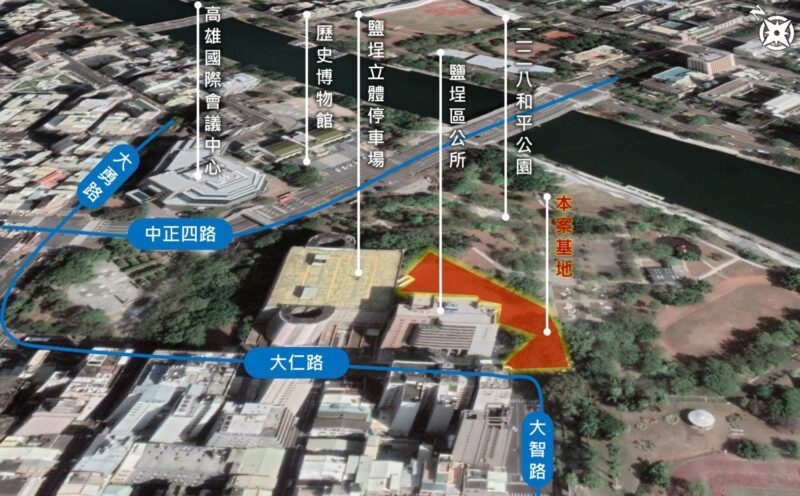 高雄國際會議中心
歷史博物館
鹽埕立體停車場
鹽埕區公所
二二八和平公園
本案基地
大勇路
中正四路
大仁路
大智路